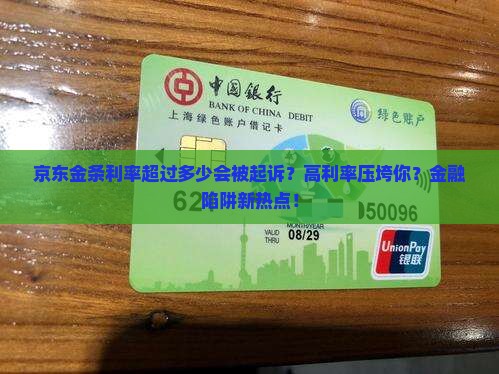 中国银行
BANK OF CHINA DEBIT
上海绿色账户借记卡
绿色账户
京东金条利率超过多少会被起诉？高利率压垮你？金融
陷阱新热点！
62
50096
MONTH/YEAR
VALID THRU 08/29
UnionPay
银联